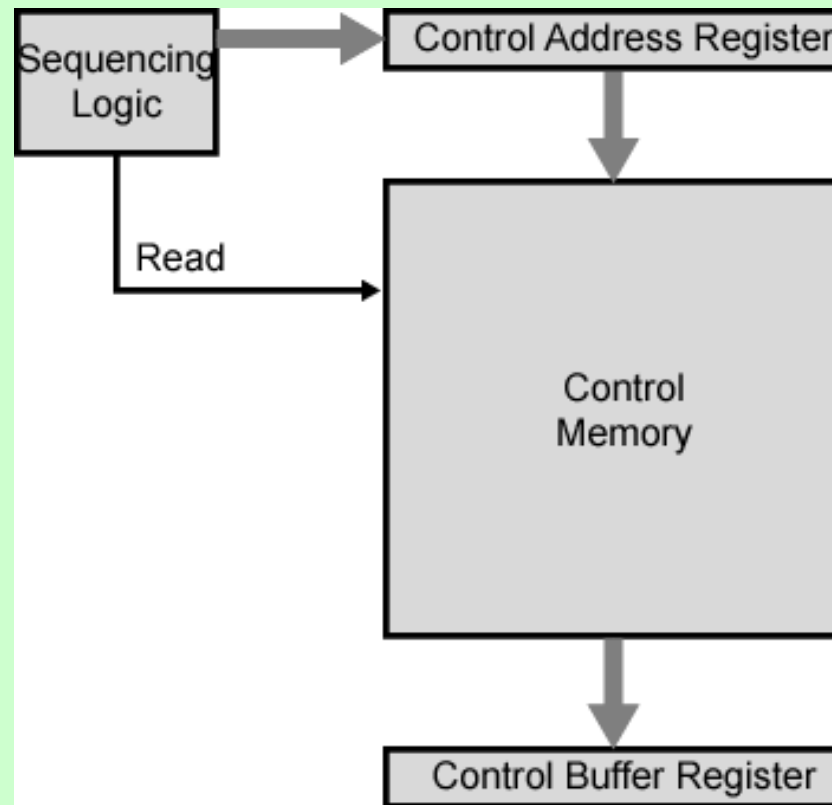 Sequencing
Logic
Control Address Register
Read
Control
Memory
Control Buffer Register